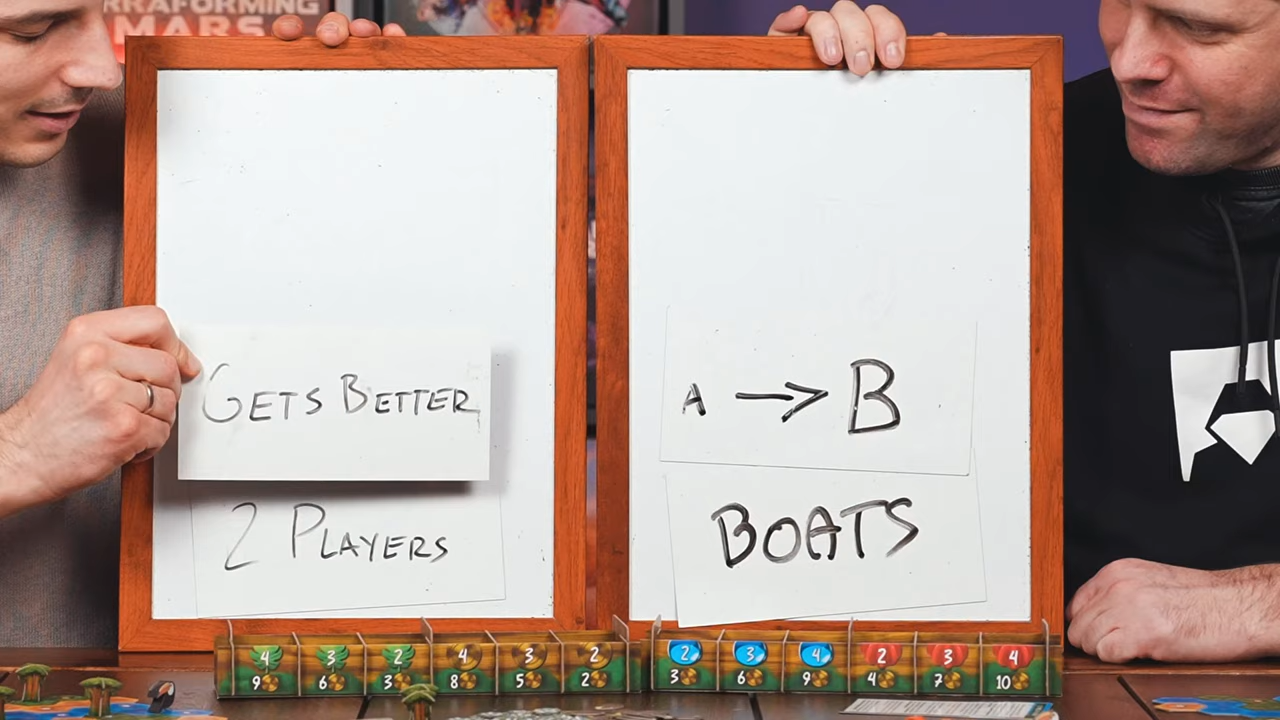 TERRAFORMING
MARS
GETS BETTER
2 PLAYERS
A → B
BOATS
4 3 2 4 3 2
9 6 3 8 5 2
2 3 4 2 3 4
3 6 9 4 7 10